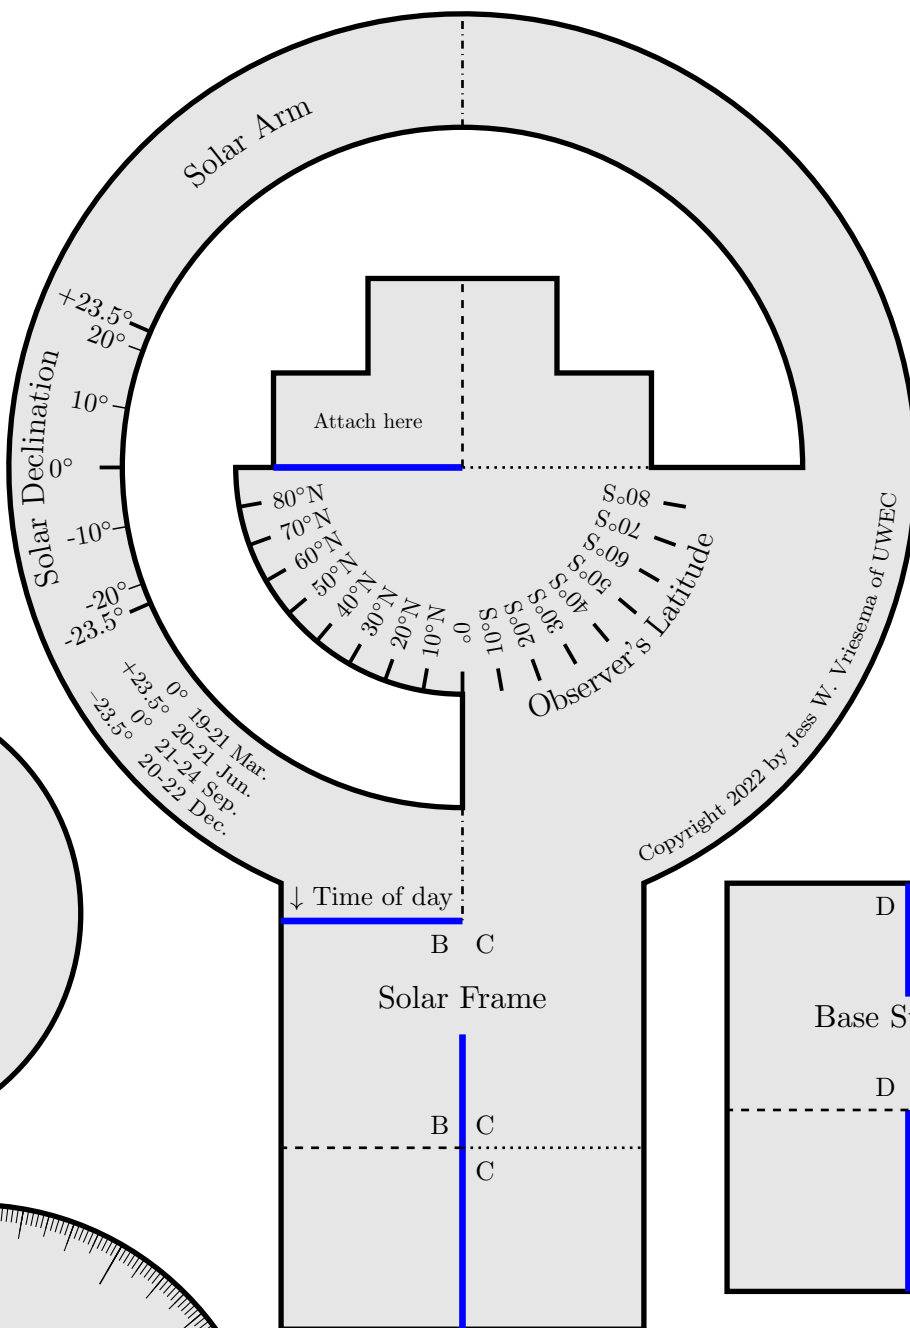 Solar Arm
+23.5°
20°
10°
0°
-10°
-20°
-23.5°
Solar Declination
0° 19-21 Mar.
+23.5° 20-21 Jun.
0° 21-24 Sep.
-23.5° 20-22 Dec.
Attach here
80°N
70°N
60°N
50°N
40°N
30°N
20°N
10°N
0°
10°S
20°S
30°S
40°S
50°S
60°S
70°S
80°S
Observer's Latitude
Copyright 2022 by Jess W. Vriesema of UWEC
↓ Time of day
B C
Solar Frame
B C
C
D
Base
D